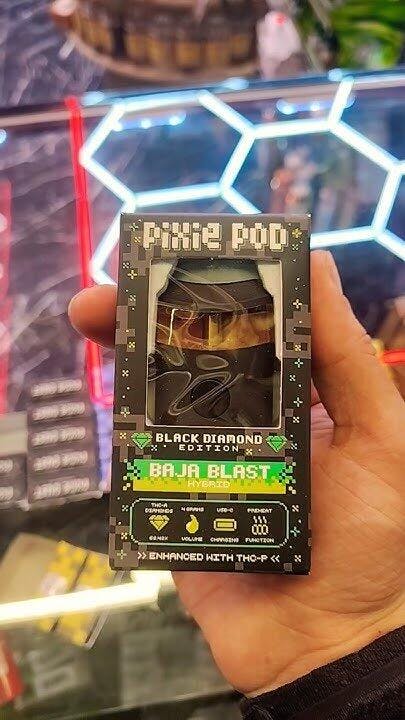 PiXiE POD
BLACK DIAMOND
EDITION
BAJA BLAST
HYBRID
THC-A
DIAMONDS
4 GRAMS
VOLUME
USB-C
CHARGING
PREHEAT
FUNCTION
>> ENHANCED WITH THC-P <<